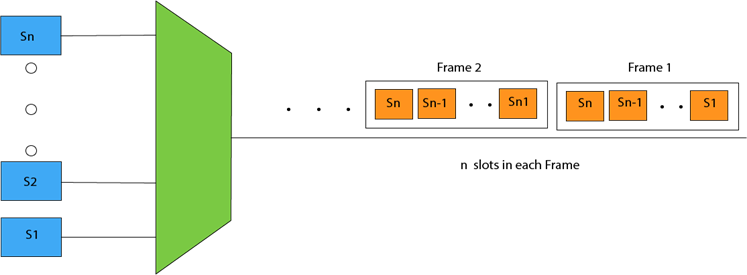 Sn
S2
S1
Frame 2
Frame 1
Sn Sn-1 . . Sn1
Sn Sn-1 . . S1
. . .
n slots in each Frame